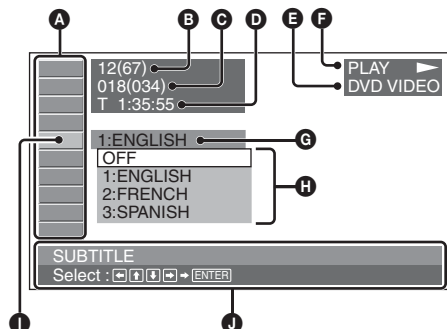 A B C D E F
12(67)
018(034)
T 1:35:55
PLAY
DVD VIDEO
1:ENGLISH
G
OFF
1:ENGLISH
2:FRENCH
3:SPANISH
H
SUBTITLE
Select : ←↑↓→ → ENTER
I J